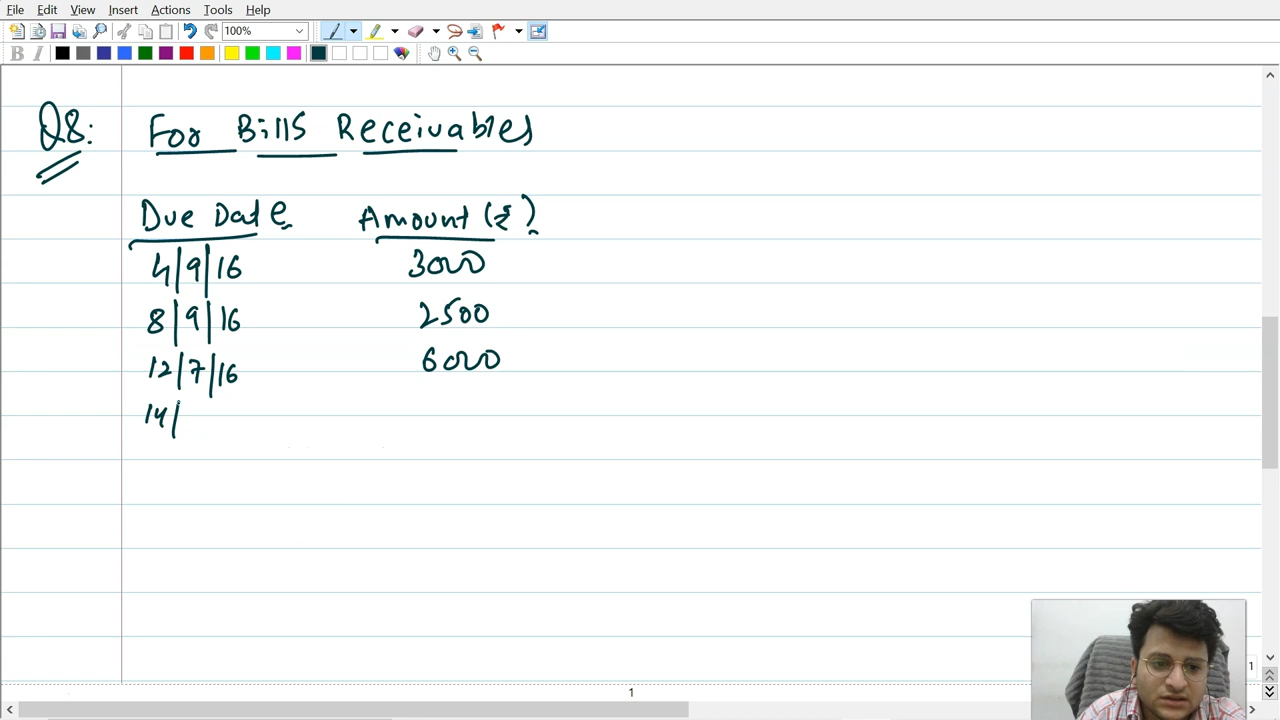 File Edit View Insert Actions Tools Help
100%
B I
Q8: For Bills Receivables
Due Date Amount (₹)
4|9|16 3000
8|9|16 2500
12|7|16 6000
14|
1
1